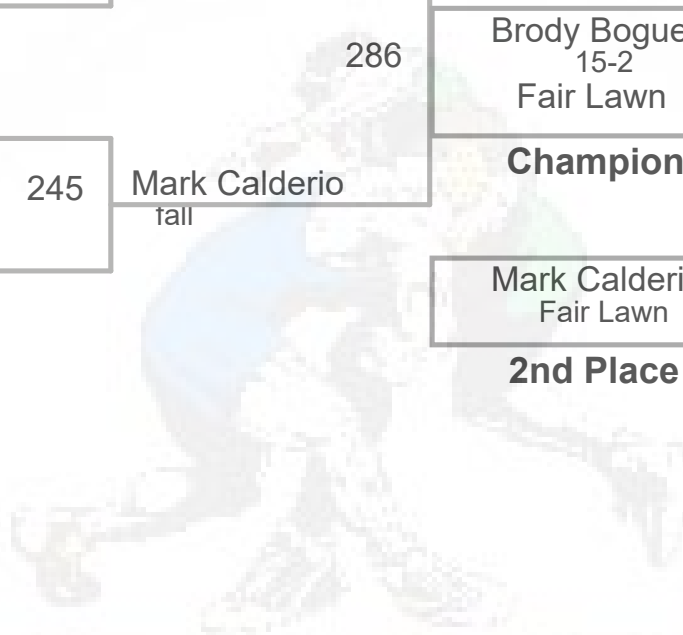 286
Brody Bogue
15-2
Fair Lawn
Champion
245
Mark Calderio
fall
Mark Calderi
Fair Lawn
2nd Place